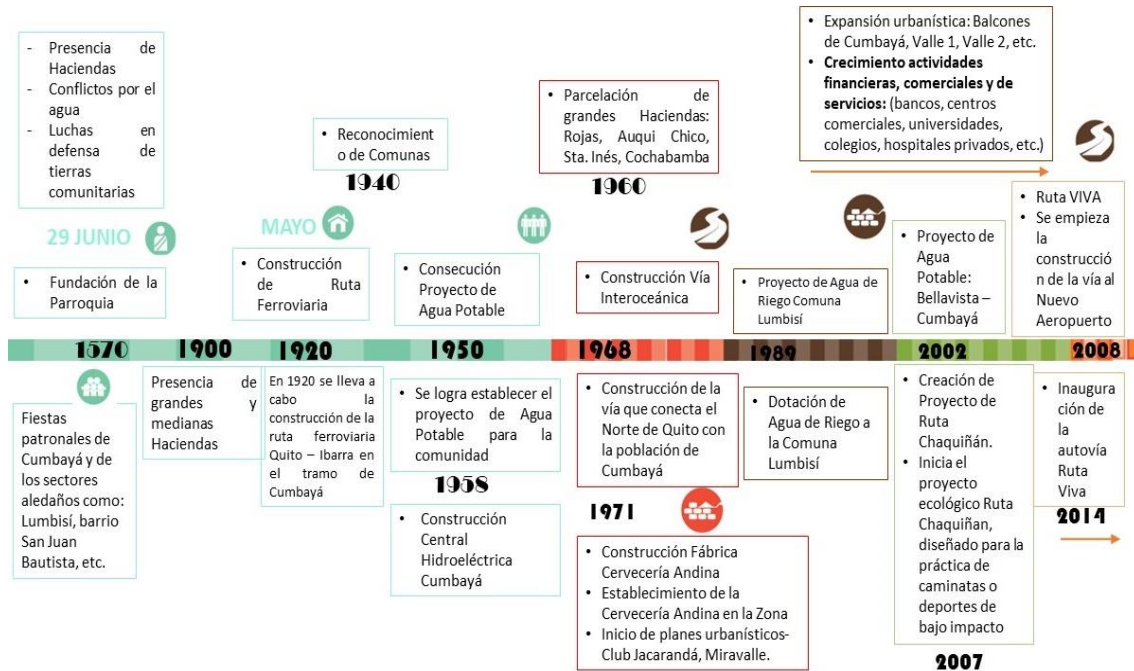 - Presencia de
Haciendas
- Conflictos por el
agua
- Luchas en
defensa de
tierras
comunitarias
29 JUNIO
• Fundación de la
Parroquia
• Reconocimient
o de Comunas
1940
MAYO
• Construcción
de Ruta
Ferroviaria
• Consecución
Proyecto de
Agua Potable
• Parcelación de
grandes Haciendas:
Rojas, Auqui Chico,
Sta. Inés, Cochabamba
1960
• Construcción Vía
Interoceánica
• Expansión urbanística: Balcones
de Cumbayá, Valle 1, Valle 2, etc.
• Crecimiento actividades
financieras, comerciales y de
servicios: (bancos, centros
comerciales, universidades,
colegios, hospitales privados, etc.)
• Proyecto de Agua de
Riego Comuna
Lumbisí
• Proyecto de
Agua
Potable:
Bellavista –
Cumbayá
• Ruta VIVA
• Se empieza
la
construcció
n de la vía al
Nuevo
Aeropuerto
1570
1900
1920
1950
1968
1989
2002
2008
Fiestas
patronales de
Cumbayá y de
los sectores
aledaños como:
Lumbisí, barrio
San Juan
Bautista, etc.
Presencia de
grandes y
medianas
Haciendas
En 1920 se lleva a
cabo la
construcción de la
ruta ferroviaria
Quito – Ibarra en
el tramo de
Cumbayá
• Se logra establecer el
proyecto de Agua
Potable para la
comunidad
1958
• Construcción
Central
Hidroeléctrica
Cumbayá
• Construcción de la
vía que conecta el
Norte de Quito con
la población de
Cumbayá
1971
• Construcción Fábrica
Cervecería Andina
• Establecimiento de la
Cervecería Andina en la Zona
• Inicio de planes urbanísticos-
Club Jacarandá, Miravalle.
• Dotación de
Agua de Riego a
la Comuna
Lumbisí
• Creación de
Proyecto de
Ruta
Chaquiñán.
• Inicia el
proyecto
ecológico Ruta
Chaquiñan,
diseñado para la
práctica de
caminatas o
deportes de
bajo impacto
2007
• Inaugura
ción de
la
autovía
Ruta
Viva
2014